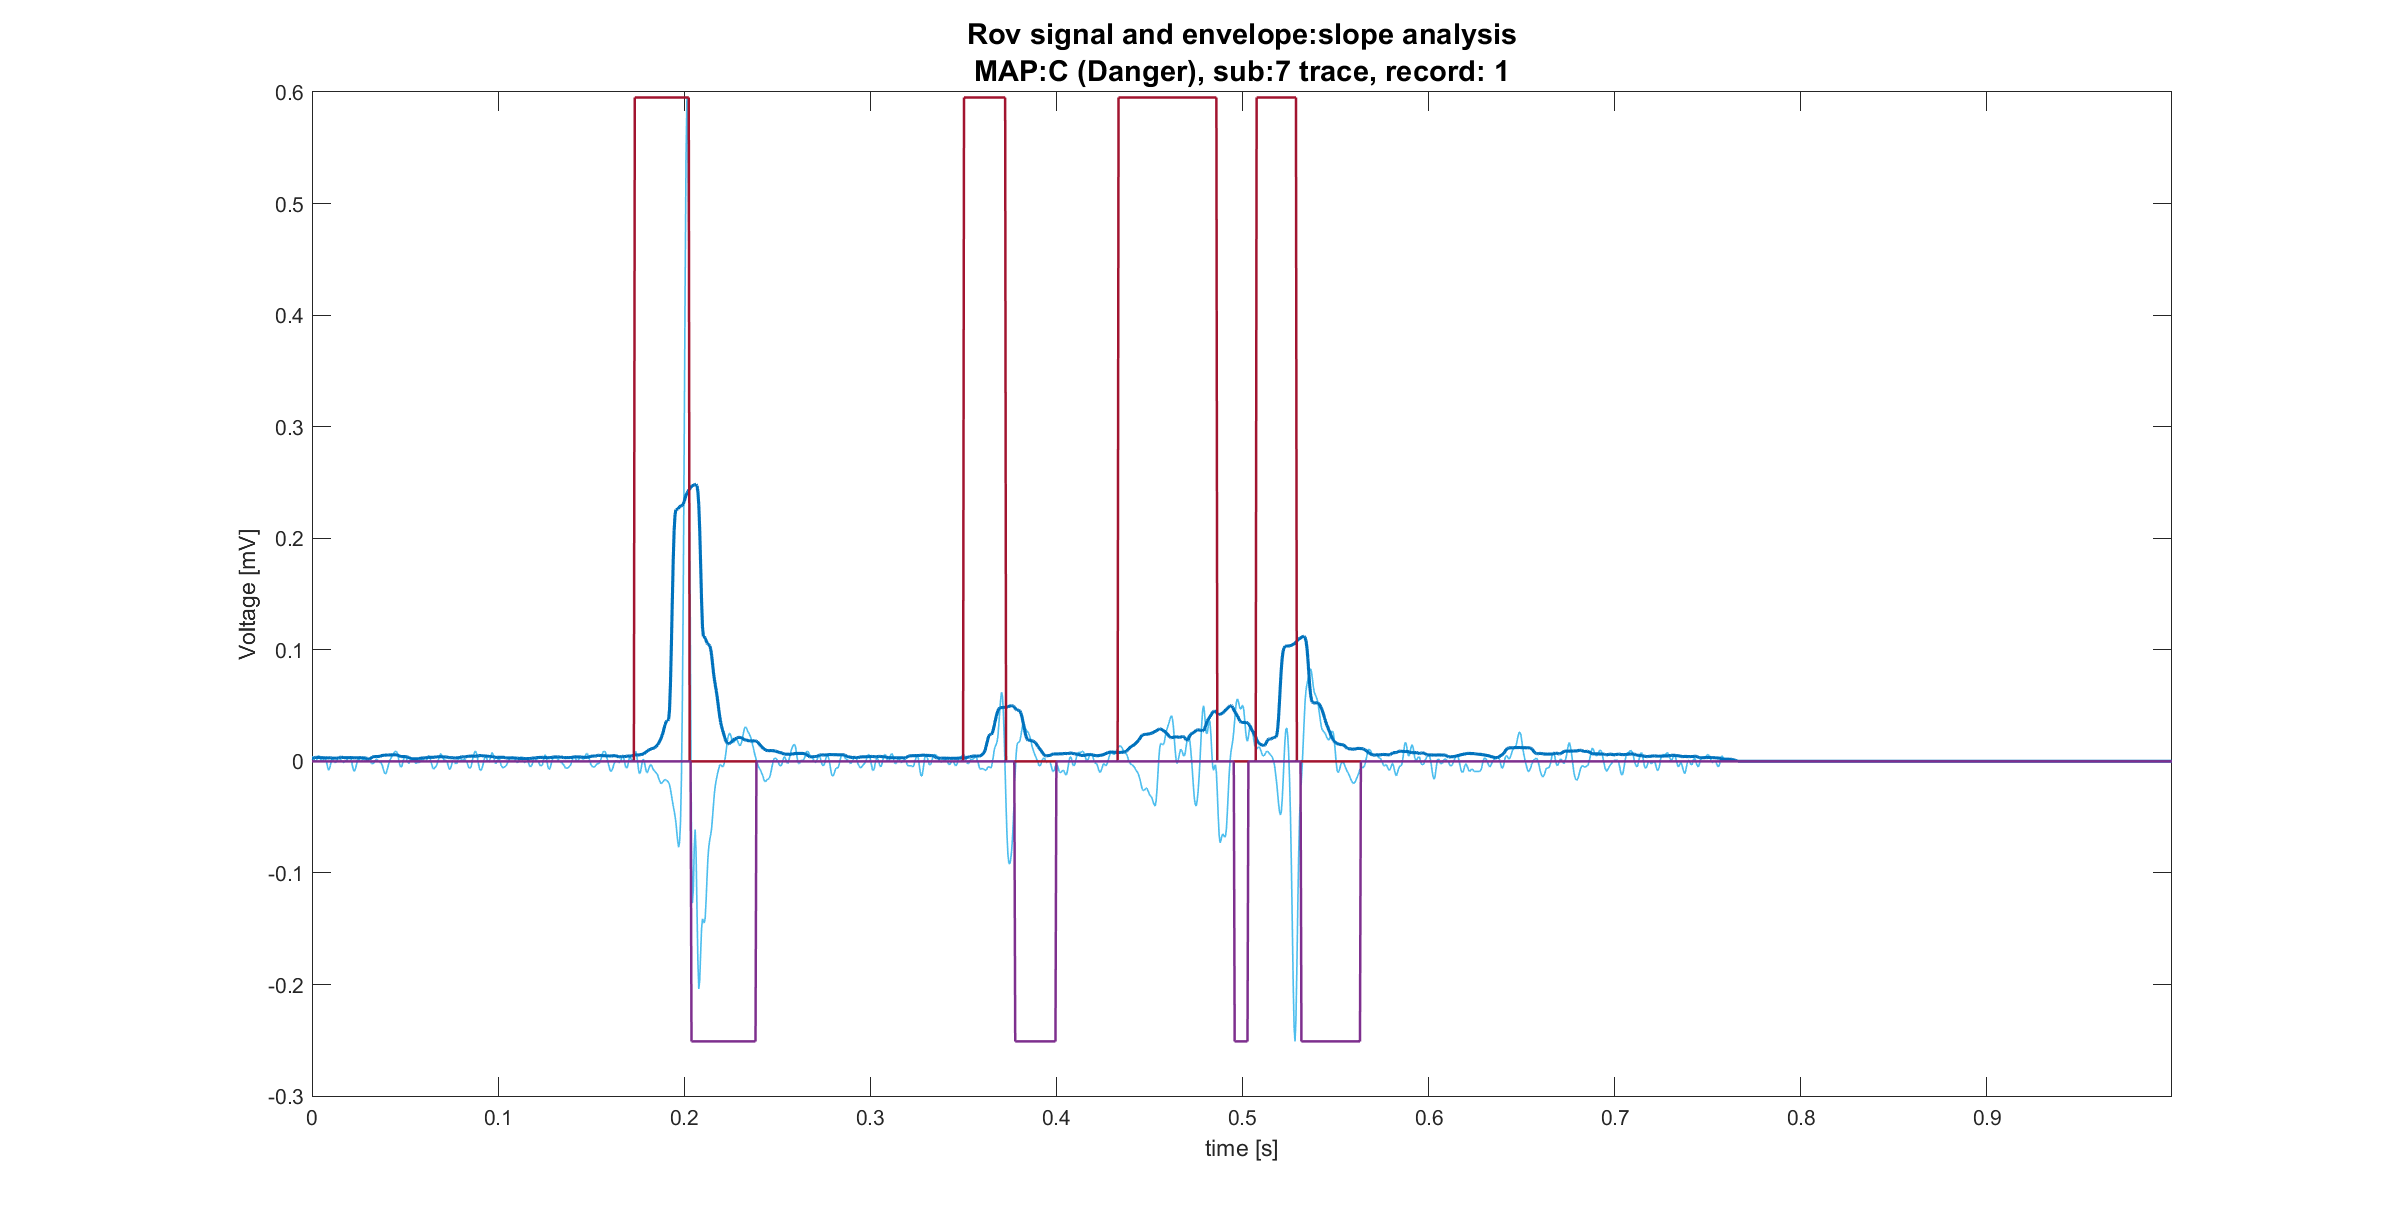 Rov signal and envelope:slope analysis
MAP:C (Danger), sub:7 trace, record: 1
0.6
0.5
0.4
0.3
0.2
0.1
0
-0.1
-0.2
-0.3
Voltage [mV]
0 0.1 0.2 0.3 0.4 0.5 0.6 0.7 0.8 0.9
time [s]